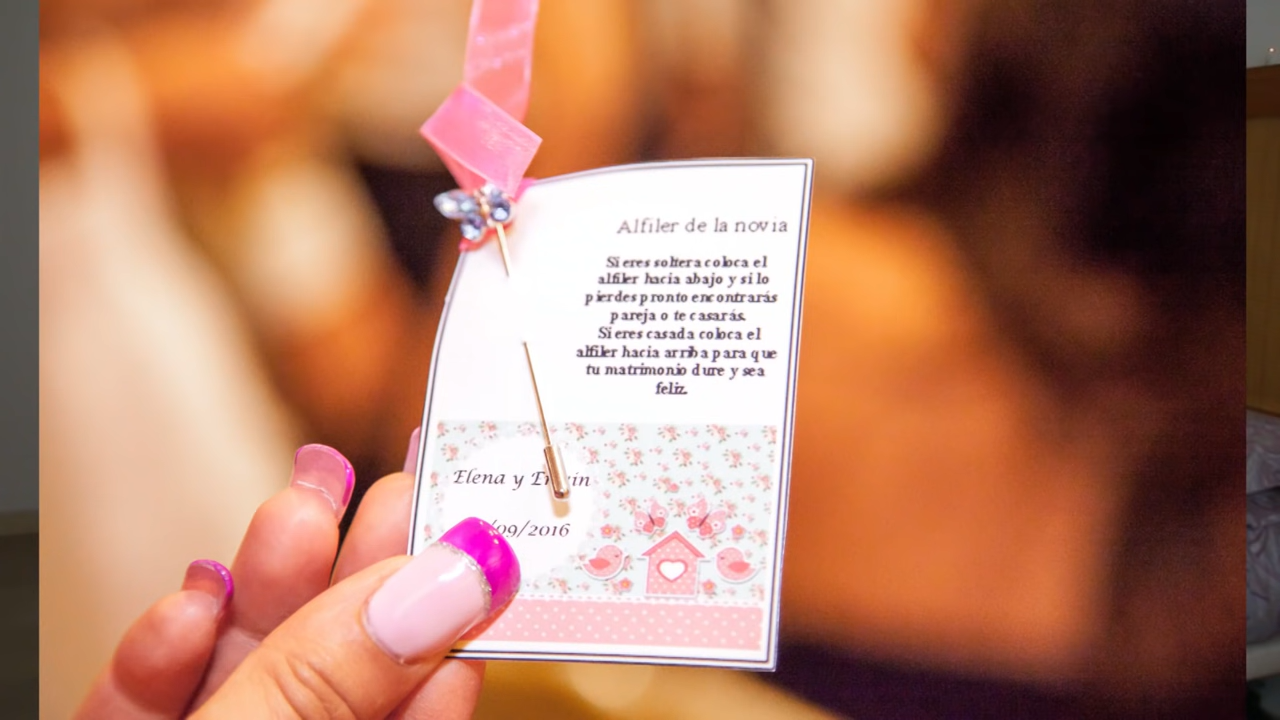 Alfiler de la novia
Si eres soltera coloca el
alfiler hacia abajo y si lo
pierdes pronto encontrarás
pareja o te casarás.
Si eres casada coloca el
alfiler hacia arriba para que
tu matrimonio dure y sea
feliz.
Elena y
/09/2016